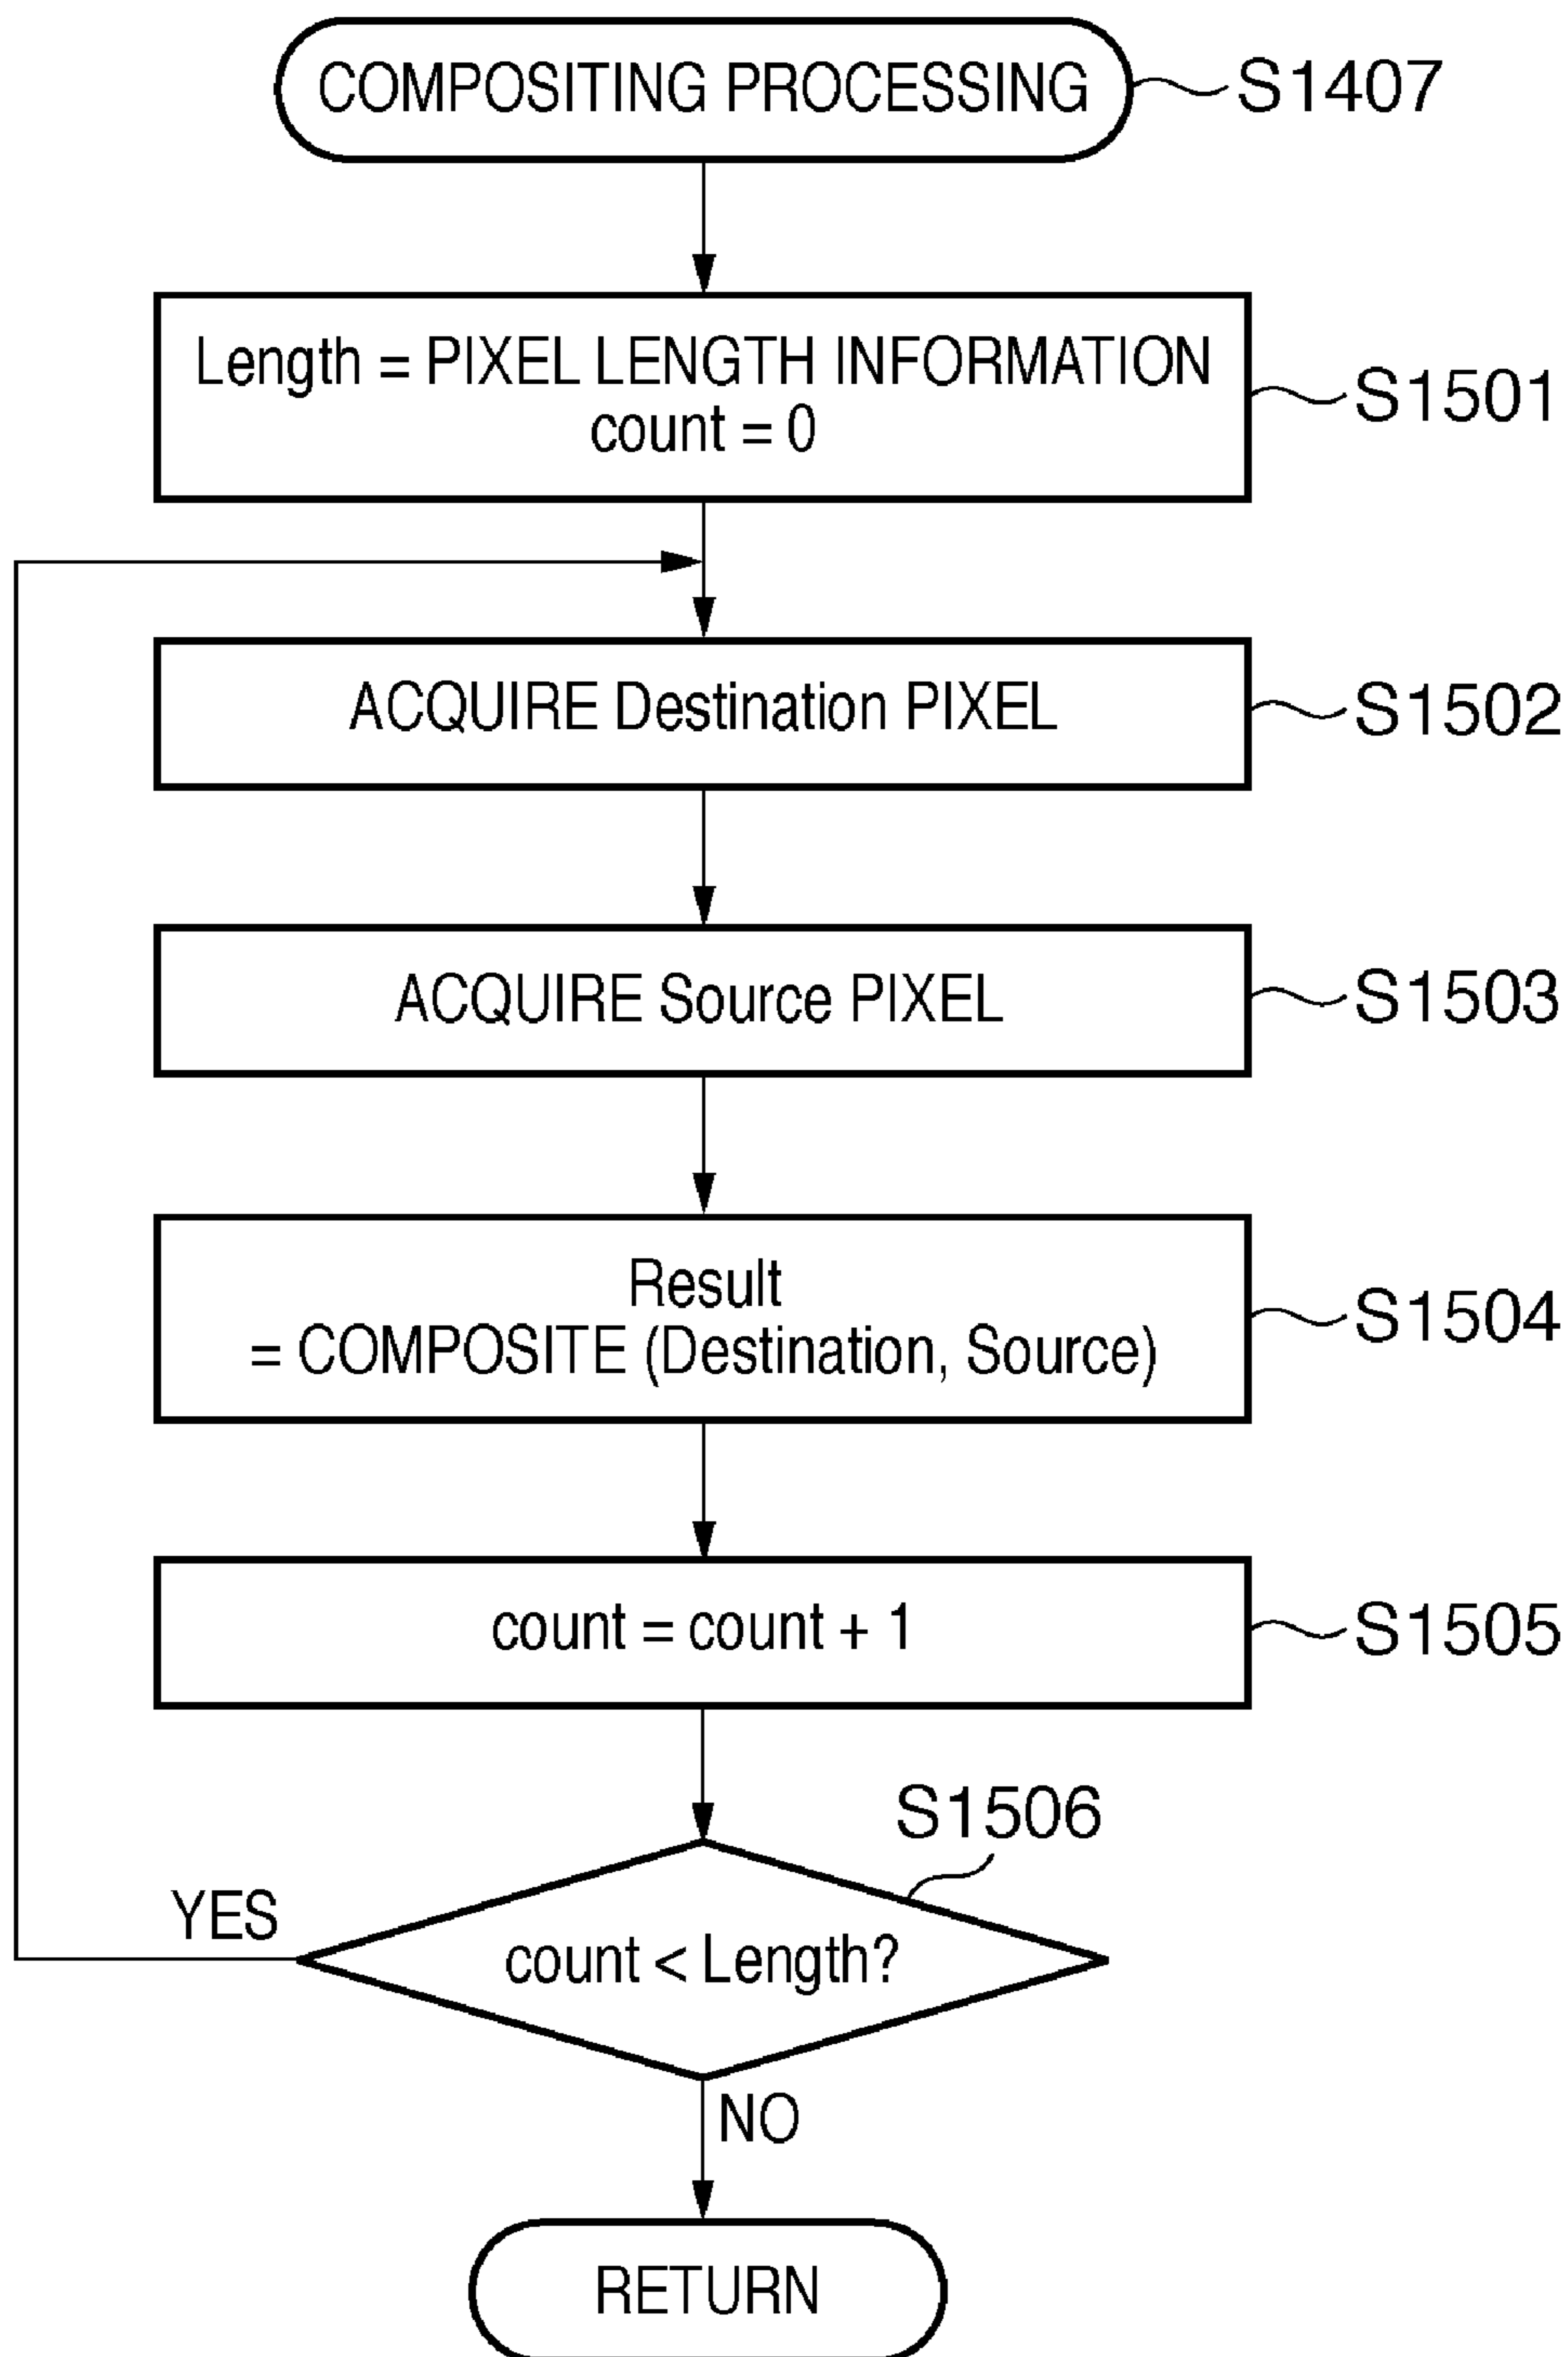 COMPOSITING PROCESSING
S1407
Length = PIXEL LENGTH INFORMATION
count = 0
S1501
ACQUIRE Destination PIXEL
S1502
ACQUIRE Source PIXEL
S1503
Result
= COMPOSITE (Destination, Source)
S1504
count = count + 1
S1505
S1506
YES
count < Length?
NO
RETURN